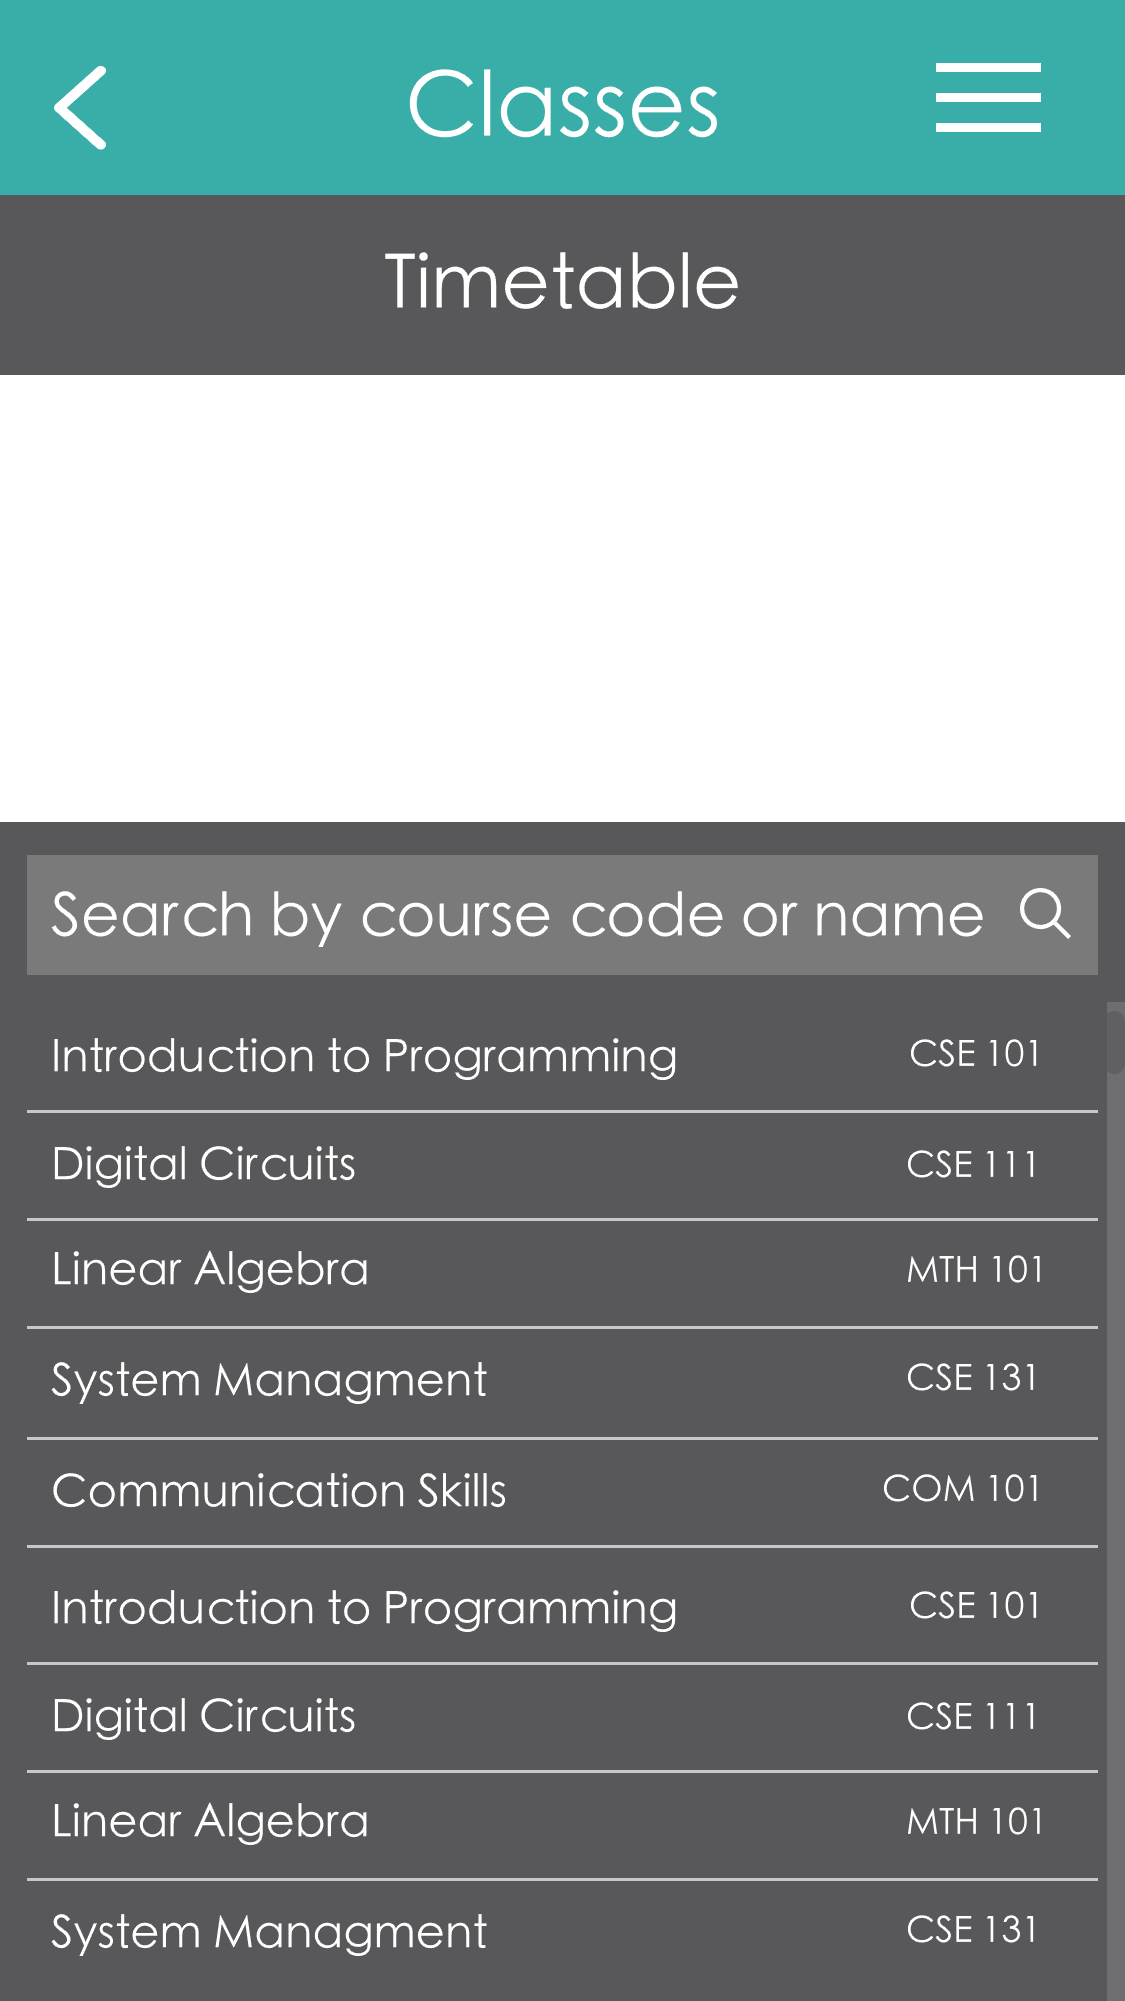 Classes
Timetable
Search by course code or name
Introduction to Programming CSE 101
Digital Circuits CSE 111
Linear Algebra MTH 101
System Managment CSE 131
Communication Skills COM 101
Introduction to Programming CSE 101
Digital Circuits CSE 111
Linear Algebra MTH 101
System Managment CSE 131